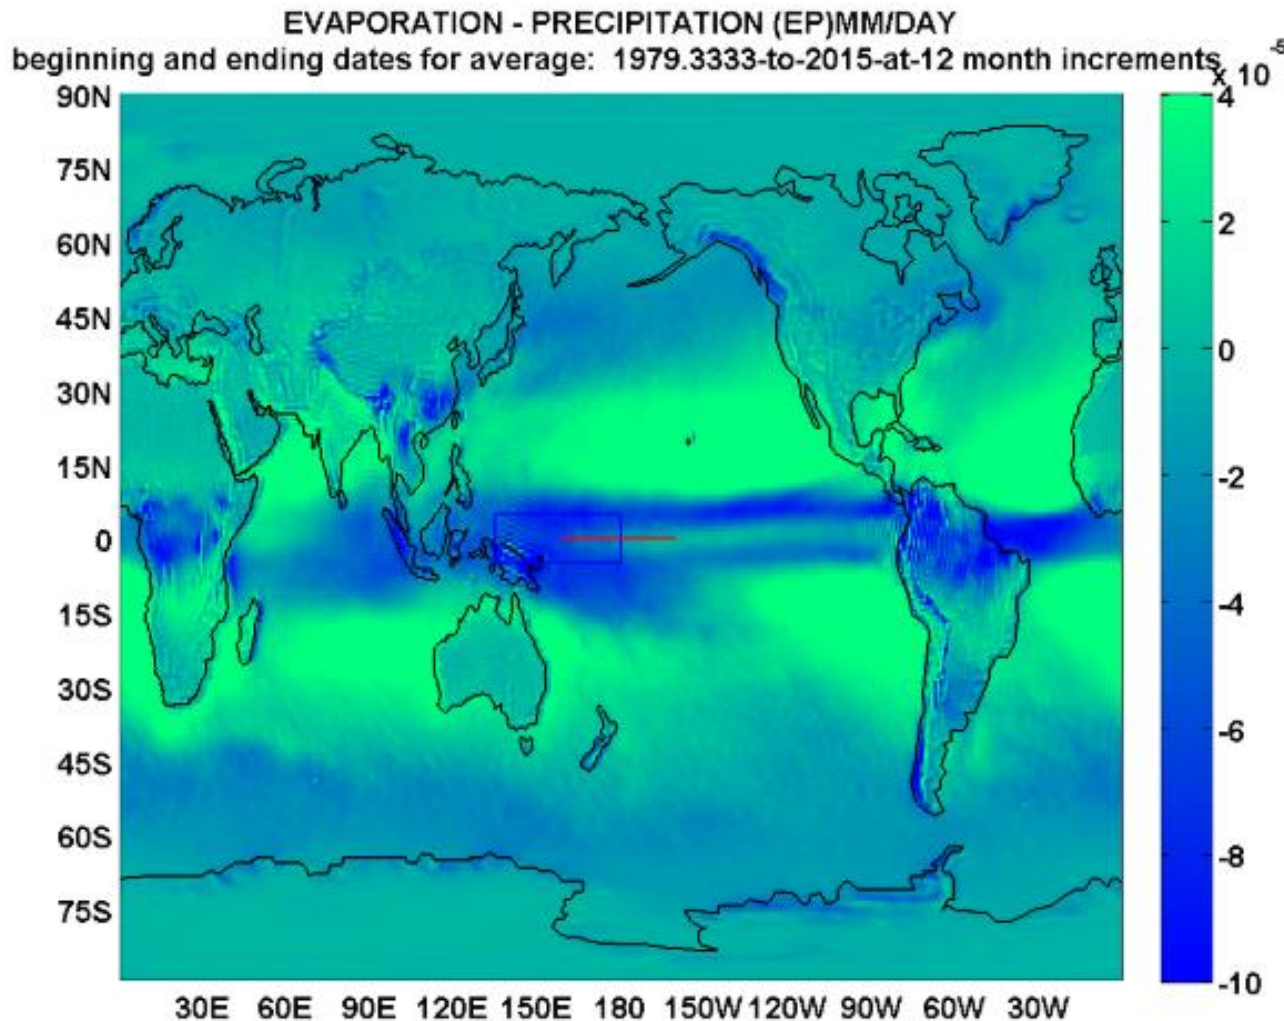 EVAPORATION - PRECIPITATION (EP)MM/DAY
beginning and ending dates for average: 1979.3333-to-2015-at-12 month increments
x 10⁻⁵
90N
75N
60N
45N
30N
15N
0
15S
30S
45S
60S
75S
30E 60E 90E 120E 150E 180 150W 120W 90W 60W 30W
4
2
0
-2
-4
-6
-8
-10